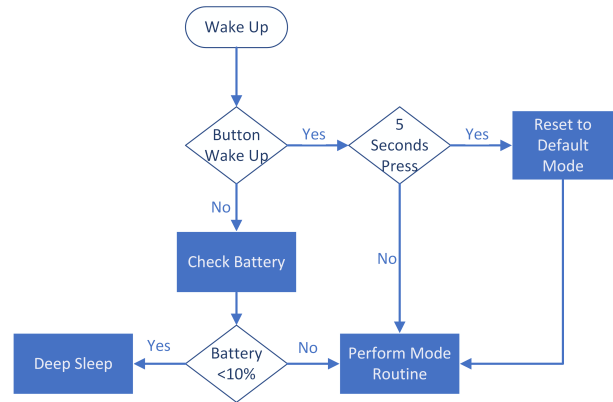 Wake Up
Button
Wake Up
Yes
5
Seconds
Press
Yes
Reset to
Default
Mode
No
Check Battery
No
Deep Sleep
Yes
Battery
<10%
No
Perform Mode
Routine